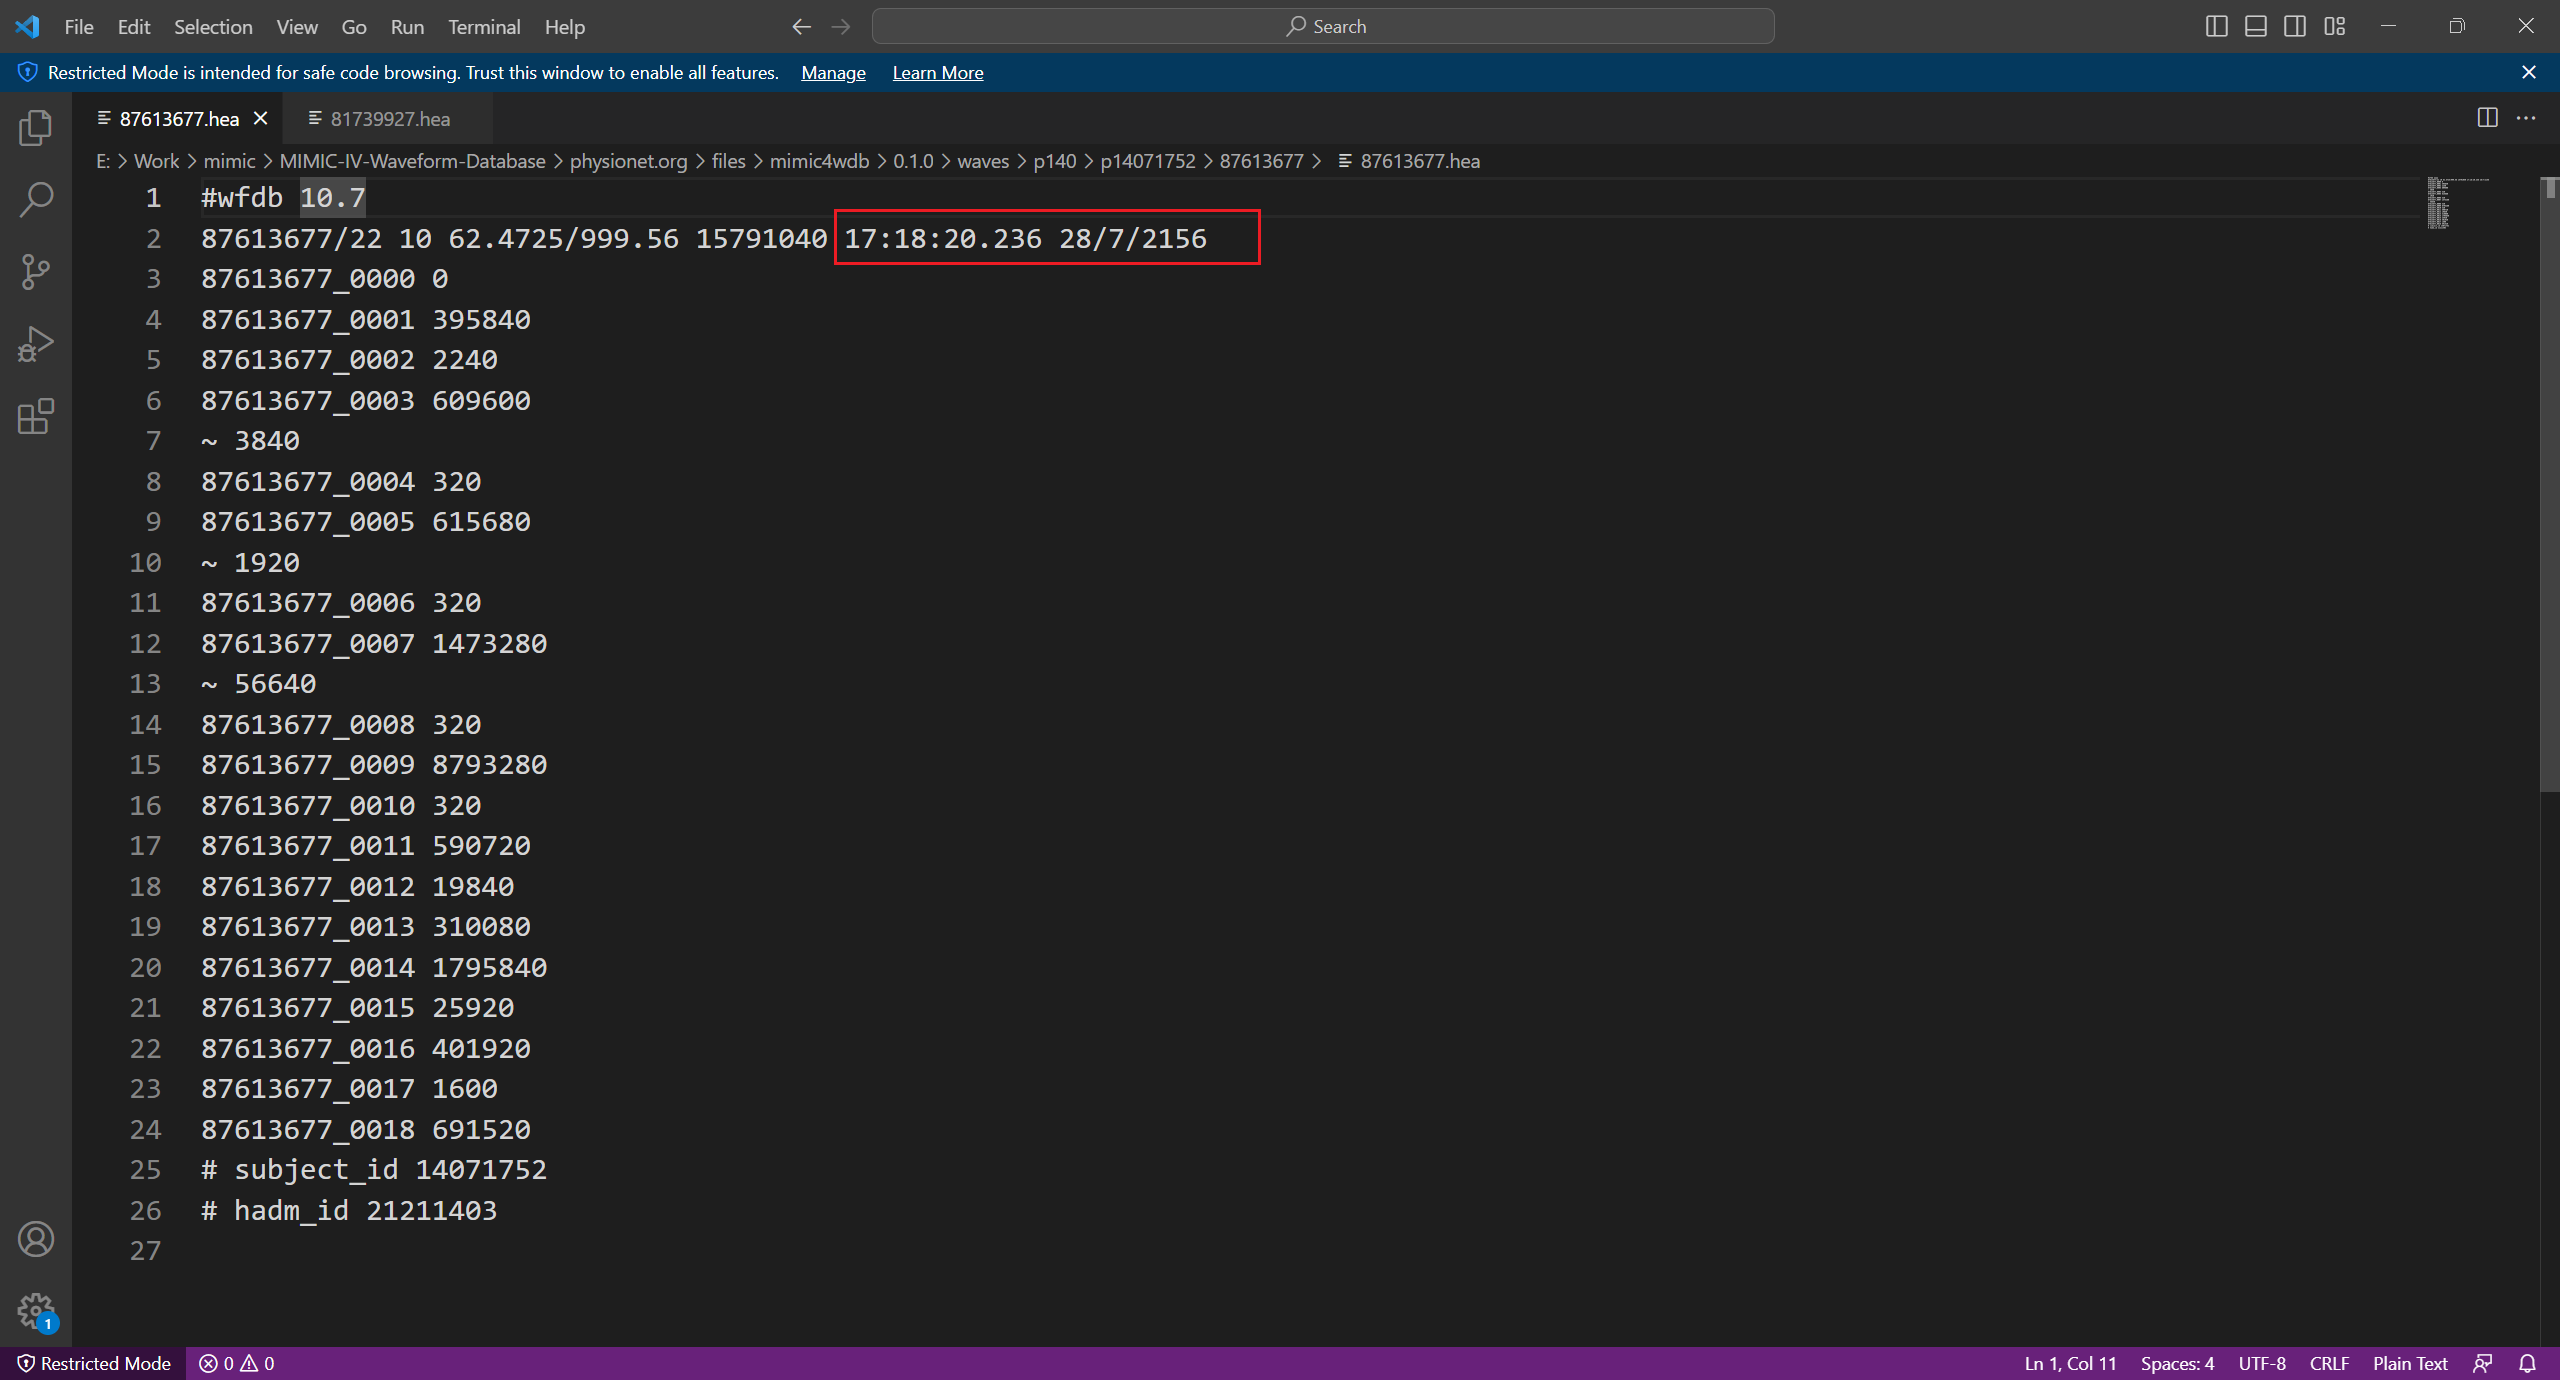 File Edit Selection View Go Run Terminal Help Search
Restricted Mode is intended for safe code browsing. Trust this window to enable all features. Manage Learn More
87613677.hea 81739927.hea
E: > Work > mimic > MIMIC-IV-Waveform-Database > physionet.org > files > mimic4wdb > 0.1.0 > waves > p140 > p14071752 > 87613677 > 87613677.hea
1 #wfdb 10.7
2 87613677/22 10 62.4725/999.56 15791040 17:18:20.236 28/7/2156
3 87613677_0000 0
4 87613677_0001 395840
5 87613677_0002 2240
6 87613677_0003 609600
7 ~ 3840
8 87613677_0004 320
9 87613677_0005 615680
10 ~ 1920
11 87613677_0006 320
12 87613677_0007 1473280
13 ~ 56640
14 87613677_0008 320
15 87613677_0009 8793280
16 87613677_0010 320
17 87613677_0011 590720
18 87613677_0012 19840
19 87613677_0013 310080
20 87613677_0014 1795840
21 87613677_0015 25920
22 87613677_0016 401920
23 87613677_0017 1600
24 87613677_0018 691520
25 # subject_id 14071752
26 # hadm_id 21211403
27
1
Restricted Mode 0 0 Ln 1, Col 11 Spaces: 4 UTF-8 CRLF Plain Text